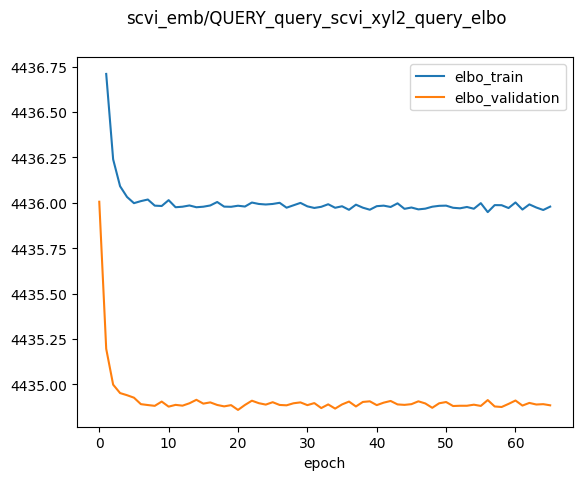 scvi_emb/QUERY_query_scvi_xyl2_query_elbo
4436.75
4436.50
4436.25
4436.00
4435.75
4435.50
4435.25
4435.00
elbo_train
elbo_validation
0 10 20 30 40 50 60
epoch